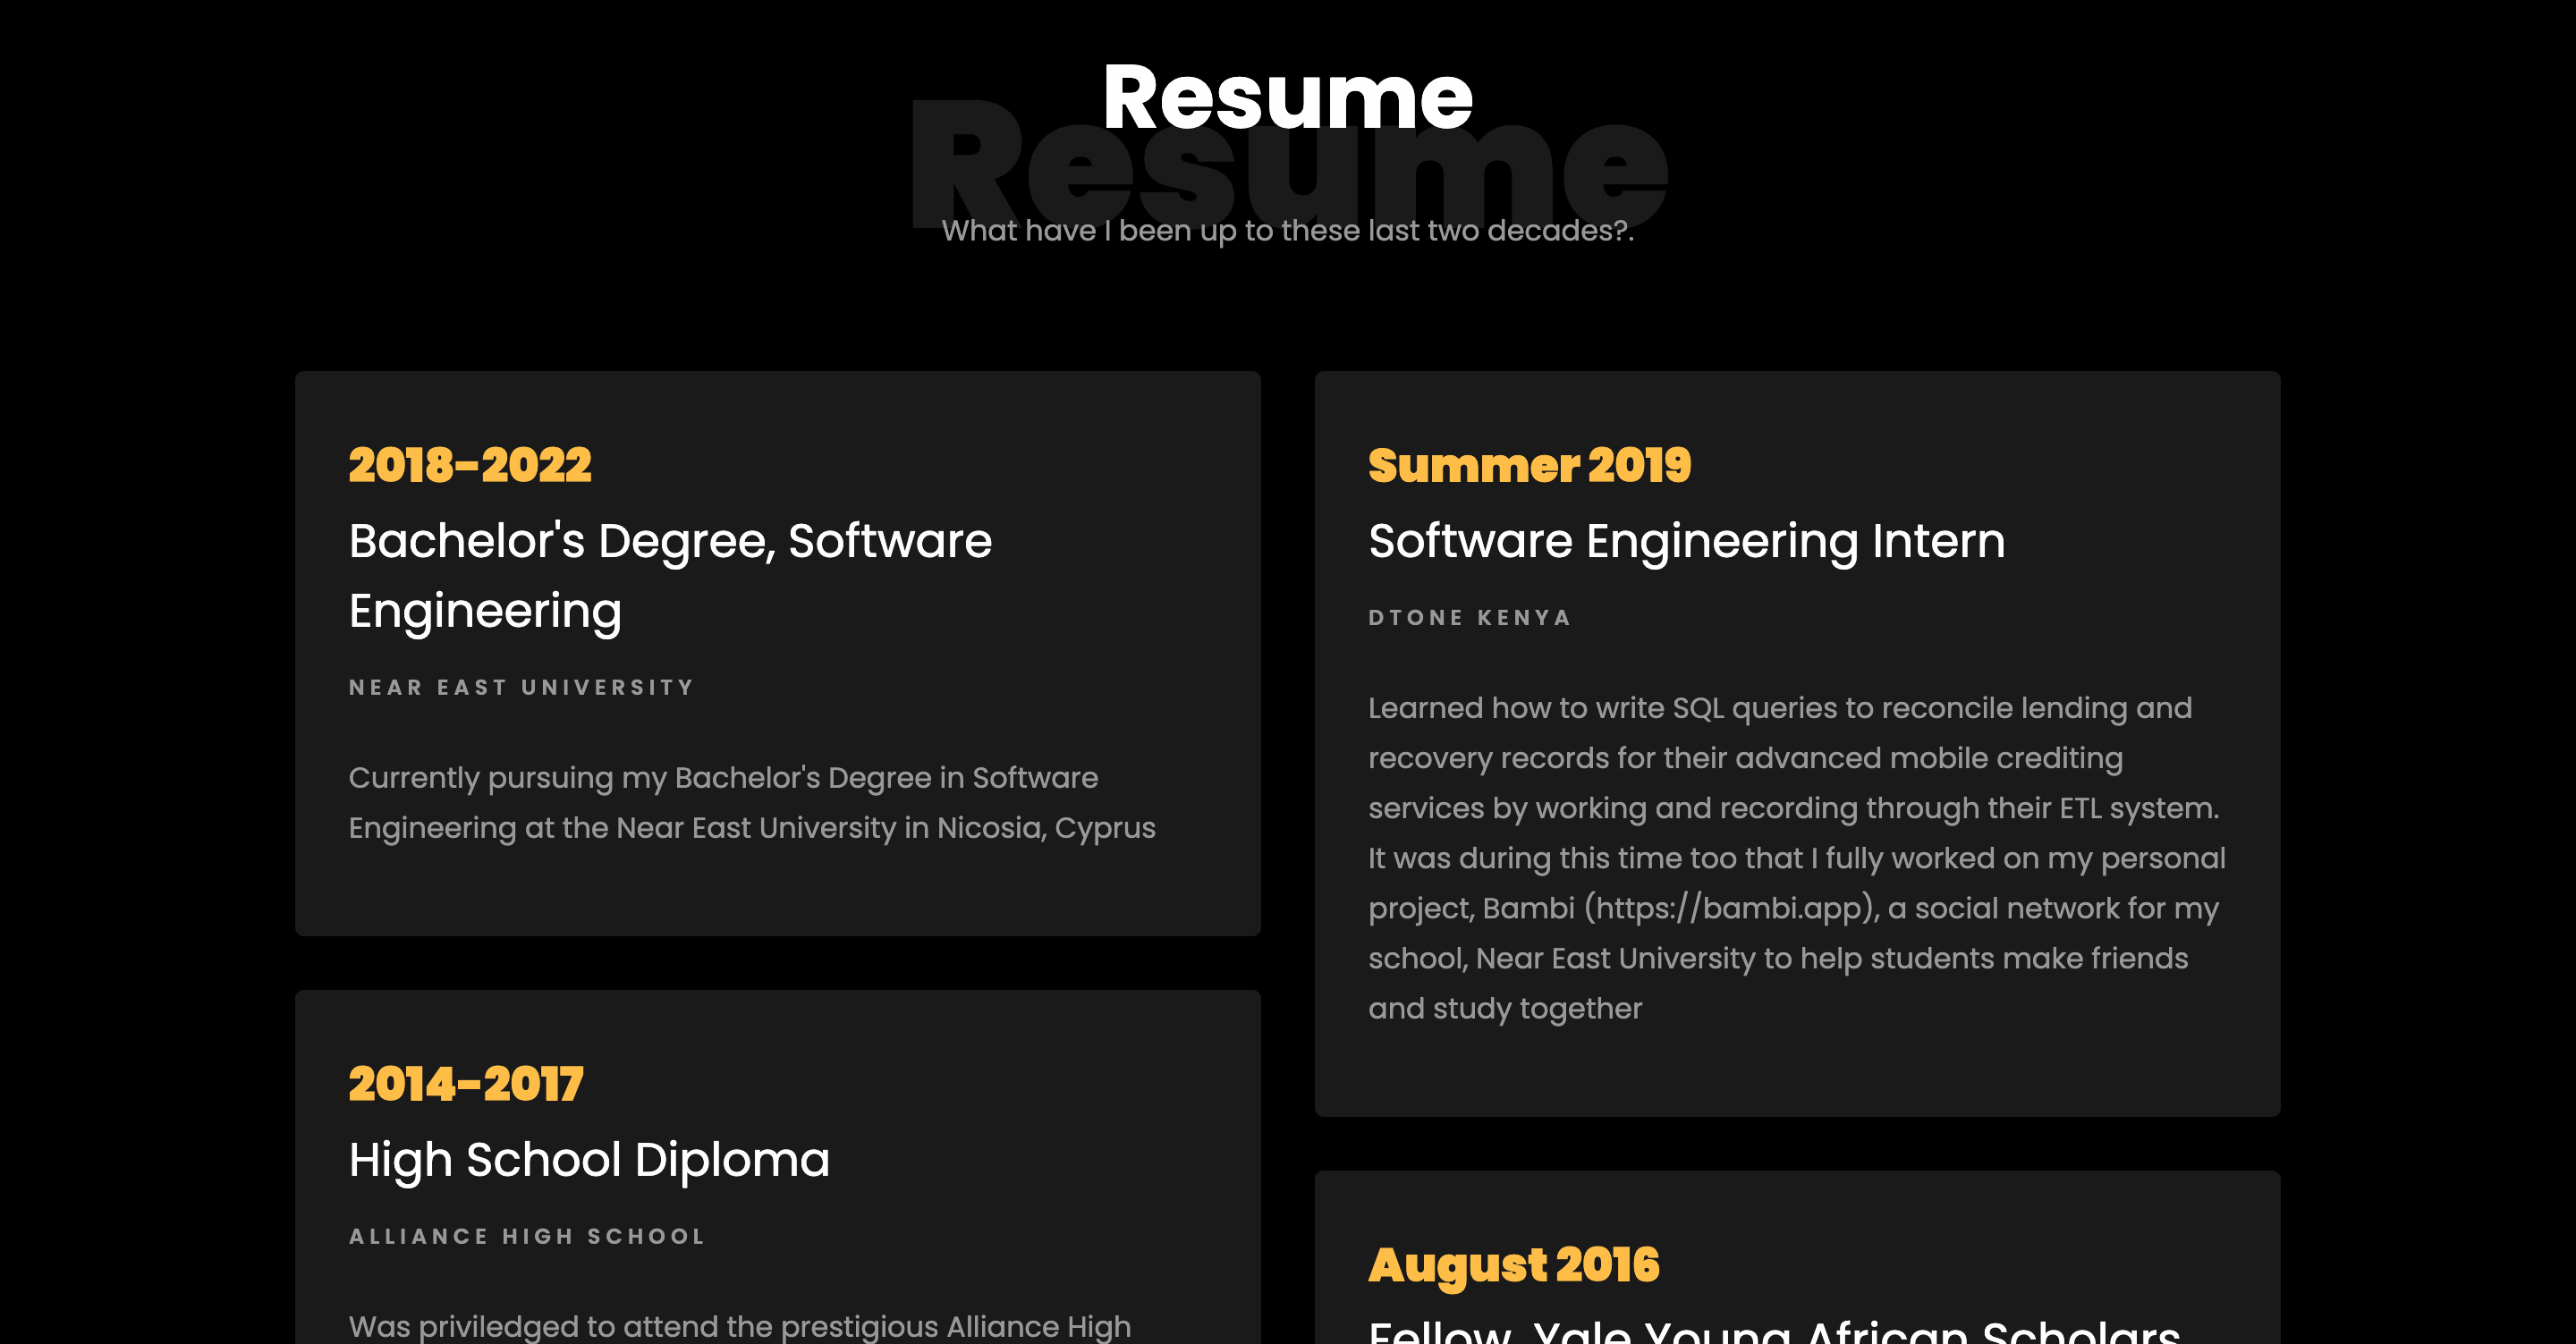 Resume
Resume
What have I been up to these last two decades?.
2018-2022
Bachelor's Degree, Software
Engineering
NEAR EAST UNIVERSITY
Currently pursuing my Bachelor's Degree in Software
Engineering at the Near East University in Nicosia, Cyprus
2014-2017
High School Diploma
ALLIANCE HIGH SCHOOL
Was priviledged to attend the prestigious Alliance High
Summer 2019
Software Engineering Intern
DTONE KENYA
Learned how to write SQL queries to reconcile lending and
recovery records for their advanced mobile crediting
services by working and recording through their ETL system.
It was during this time too that I fully worked on my personal
project, Bambi (https://bambi.app), a social network for my
school, Near East University to help students make friends
and study together
August 2016
Fellow, Yale Young African Scholars